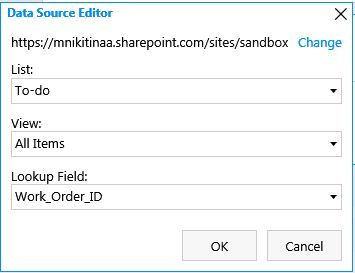 Data Source Editor
https://mnikitinaa.sharepoint.com/sites/sandbox Change
List:
To-do
View:
All Items
Lookup Field:
Work_Order_ID
OK Cancel